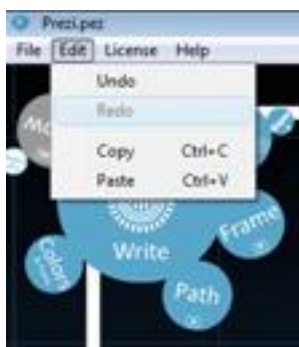 Prezi.pez
File Edit License Help
Undo
Redo
Copy Ctrl+C
Paste Ctrl+V
Frame
Write
Colors
Path